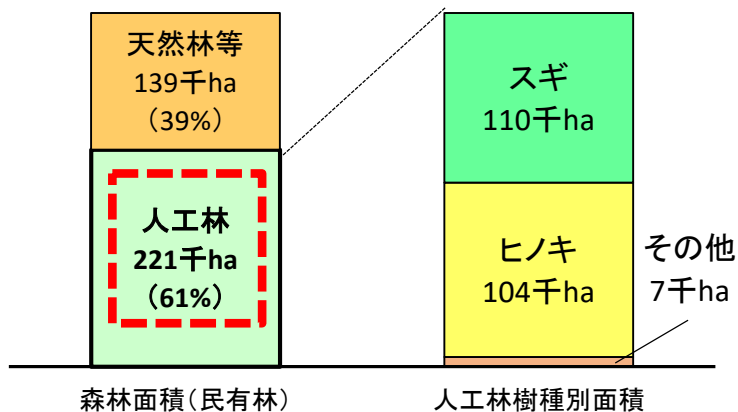 天然林等
139千ha
（39%）
人工林
221千ha
（61%）
森林面積（民有林）
スギ
110千ha
ヒノキ
104千ha
その他
7千ha
人工林樹種別面積